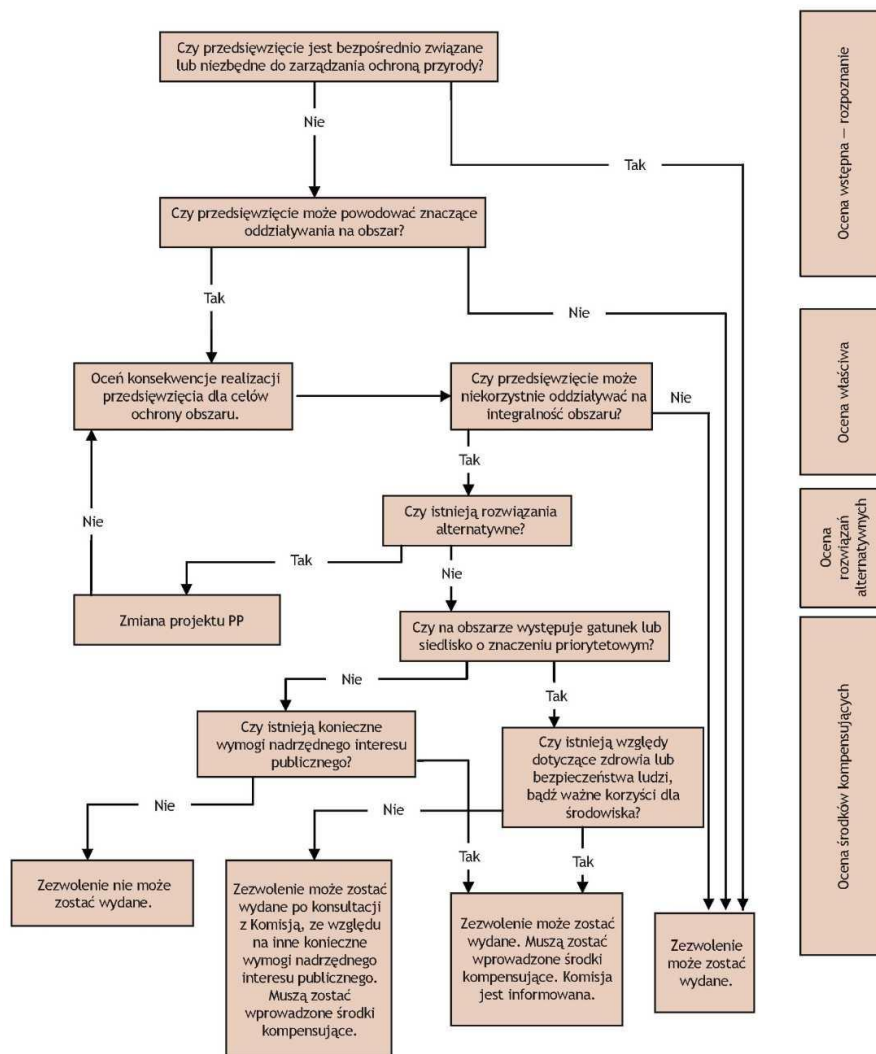 Czy przedsięwzięcie jest bezpośrednio związane
lub niezbędne do zarządzania ochroną przyrody?
Nie
Tak
Czy przedsięwzięcie może powodować znaczące
oddziaływania na obszar?
Tak
Nie
Oceń konsekwencje realizacji
przedsięwzięcia dla celów
ochrony obszaru.
Czy przedsięwzięcie może
niekorzystnie oddziaływać na
integralność obszaru?
Nie
Tak
Nie
Czy istnieją rozwiązania
alternatywne?
Tak
Nie
Zmiana projektu PP
Czy na obszarze występuje gatunek lub
siedlisko o znaczeniu priorytetowym?
Nie
Tak
Czy istnieją konieczne
wymogi nadrzędnego interesu
publicznego?
Czy istnieją względy
dotyczące zdrowia lub
bezpieczeństwa ludzi,
bądź ważne korzyści dla
środowiska?
Nie
Nie
Tak
Tak
Zezwolenie nie może
zostać wydane.
Zezwolenie może zostać
wydane po konsultacji
z Komisją, ze względu
na inne konieczne
wymogi nadrzędnego
interesu publicznego.
Muszą zostać
wprowadzone środki
kompensujące.
Zezwolenie może zostać
wydane. Muszą zostać
wprowadzone środki
kompensujące. Komisja
jest informowana.
Zezwolenie
może zostać
wydane.
Ocena wstępna – rozpoznanie
Ocena właściwa
Ocena
rozwiązań
alternatywnych
Ocena środków kompensujących